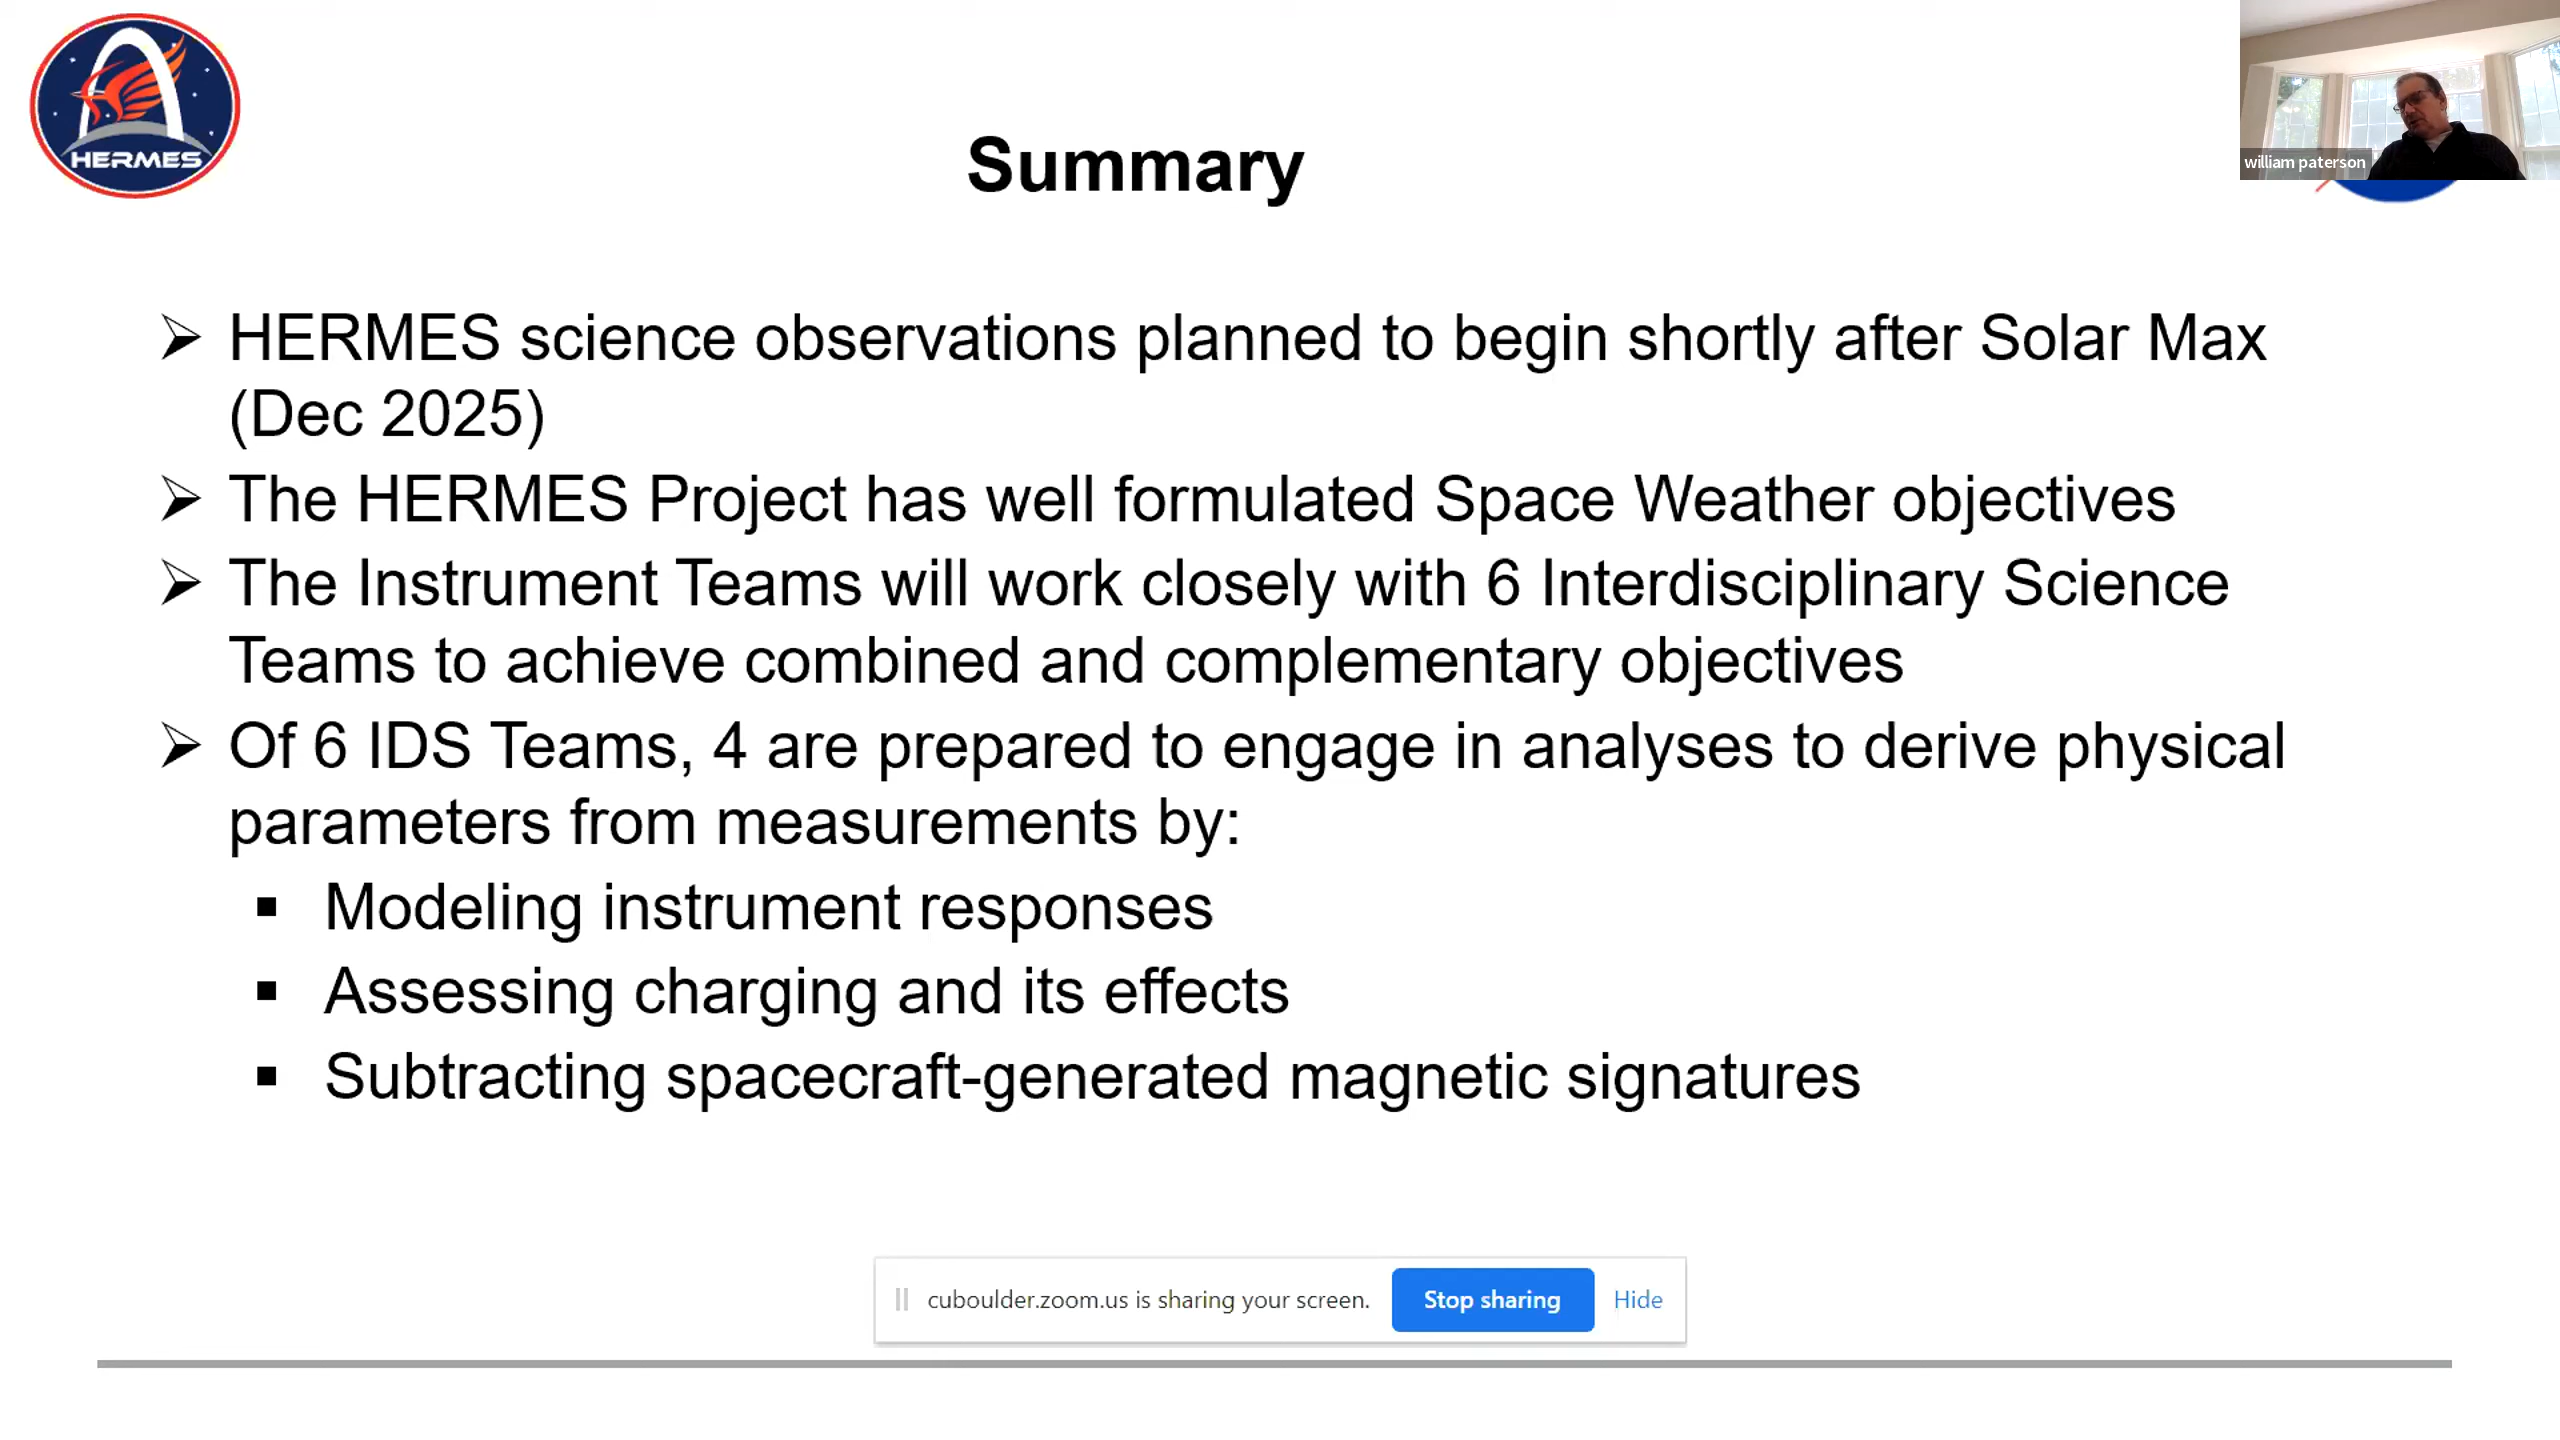 HERMES
william paterson
Summary
➢ HERMES science observations planned to begin shortly after Solar Max
(Dec 2025)
➢ The HERMES Project has well formulated Space Weather objectives
➢ The Instrument Teams will work closely with 6 Interdisciplinary Science
Teams to achieve combined and complementary objectives
➢ Of 6 IDS Teams, 4 are prepared to engage in analyses to derive physical
parameters from measurements by:
▪ Modeling instrument responses
▪ Assessing charging and its effects
▪ Subtracting spacecraft-generated magnetic signatures
cuboulder.zoom.us is sharing your screen. Stop sharing Hide